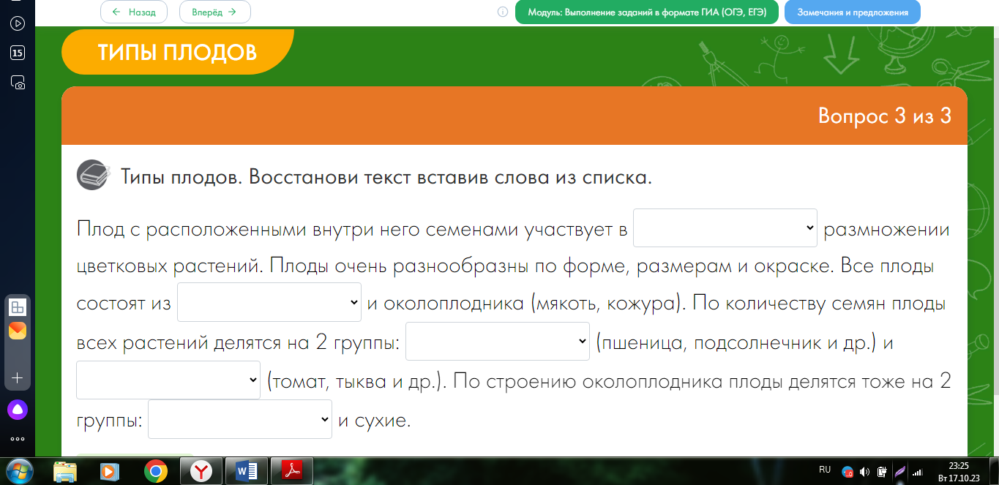 ← Назад Вперёд → Модуль: Выполнение заданий в формате ГИА (ОГЭ, ЕГЭ) Замечания и предложения
15
ТИПЫ ПЛОДОВ
Вопрос 3 из 3
Типы плодов. Восстанови текст вставив слова из списка.
Плод с расположенными внутри него семенами участвует в размножении
цветковых растений. Плоды очень разнообразны по форме, размерам и окраске. Все плоды
состоят из и околоплодника (мякоть, кожура). По количеству семян плоды
всех растений делятся на 2 группы: (пшеница, подсолнечник и др.) и
(томат, тыква и др.). По строению околоплодника плоды делятся тоже на 2
группы: и сухие.
RU
23:25
Вт 17.10.23